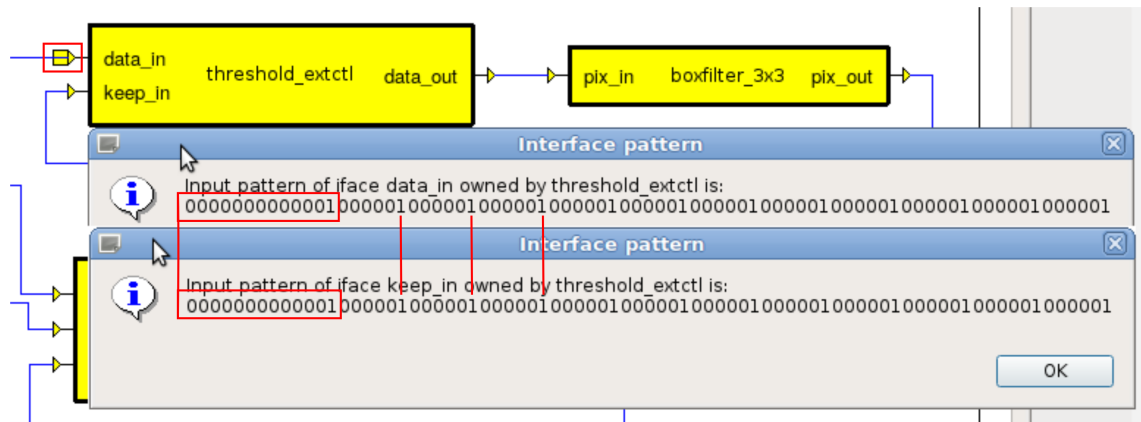 data_in
threshold_extctl
data_out
keep_in
pix_in
boxfilter_3x3
pix_out
Interface pattern
Input pattern of iface data_in owned by threshold_extctl is:
0000000000001000001000001000001000001000001000001000001000001000001000001000001
Interface pattern
Input pattern of iface keep_in owned by threshold_extctl is:
0000000000001000001000001000001000001000001000001000001000001000001000001000001
OK